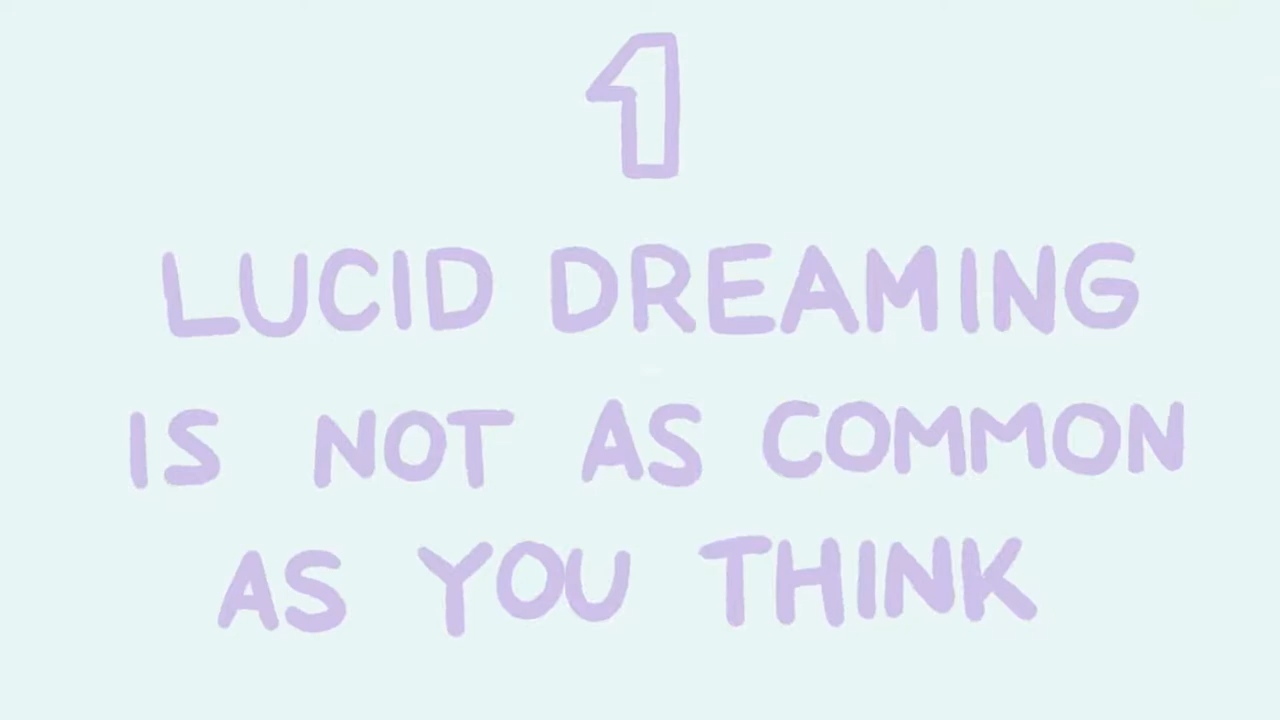 1
LUCID DREAMING
IS NOT AS COMMON
AS YOU THINK